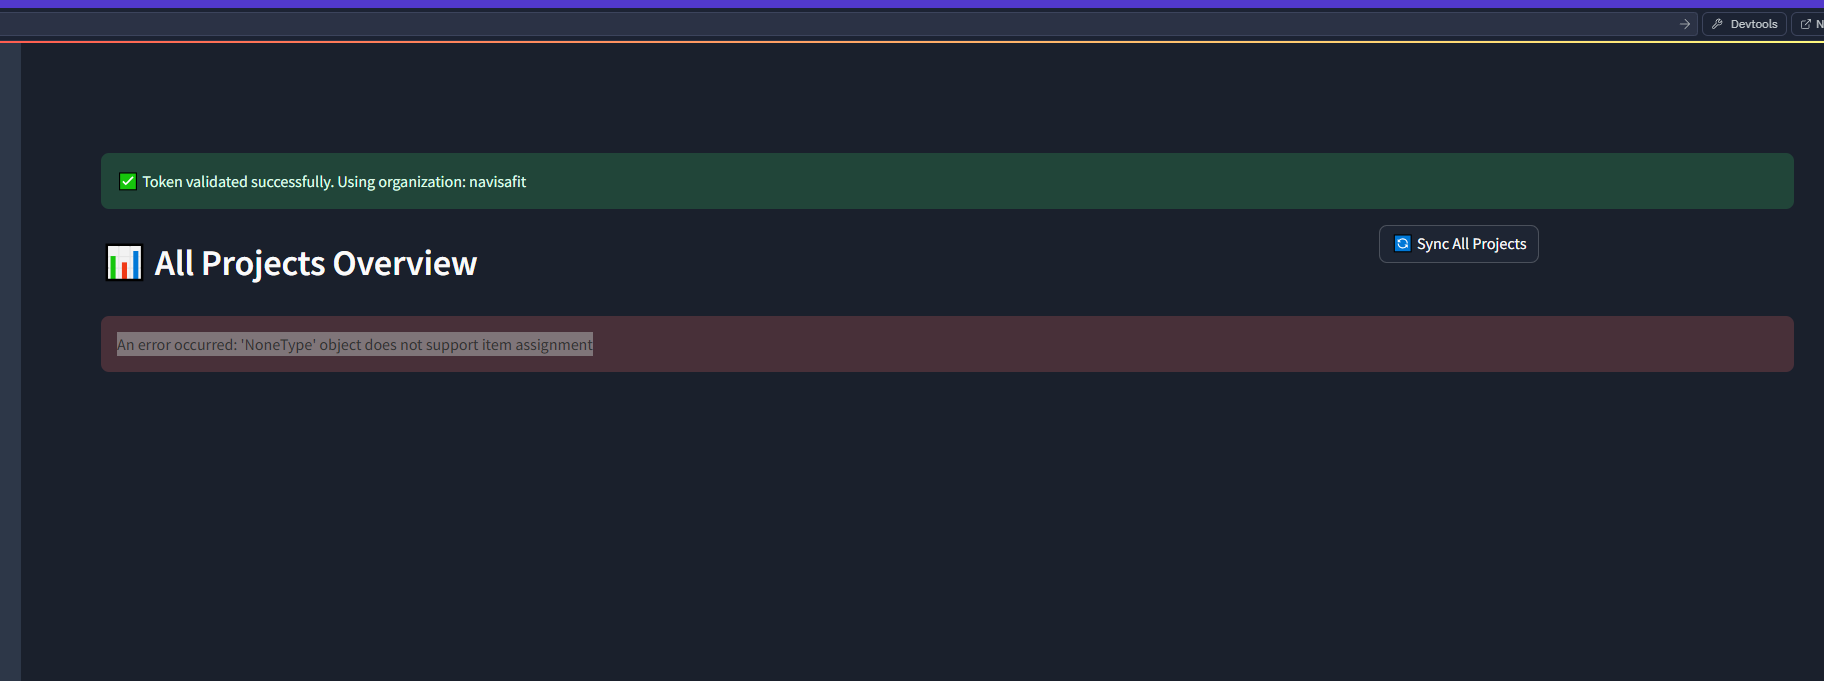 Devtools
N
✅ Token validated successfully. Using organization: navisafit
📊 All Projects Overview
🔄 Sync All Projects
An error occurred: 'NoneType' object does not support item assignment